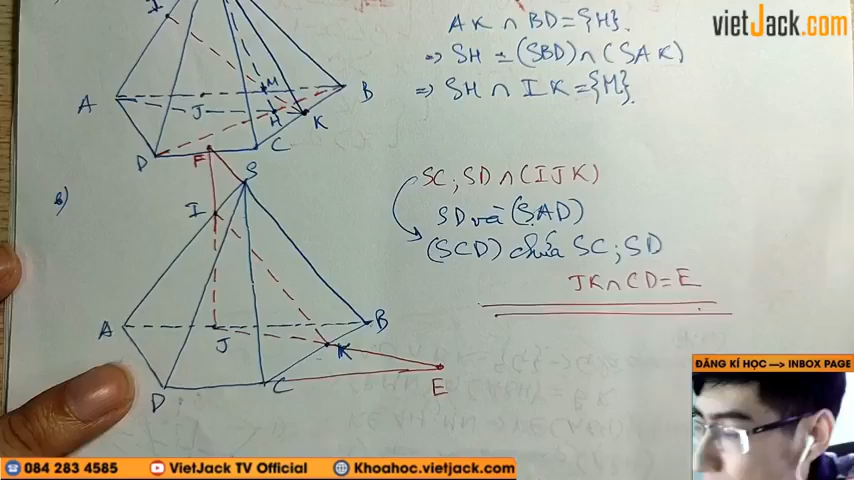 vietJack.com
AK ∩ BD = {H}.
⇒ SH = (SBD) ∩ (SAK)
⇒ SH ∩ IK = {M}.
I
M
A
J
H
K
B
D
C
F
S
b)
SC; SD ∩ (IJK)
I
SD và (SAD)
(SCD) chứa SC; SD
JK ∩ CD = E
A
J
B
K
D
C
E
ĐĂNG KÍ HỌC —> INBOX PAGE
084 283 4585
VietJack TV Official
Khoahoc.vietjack.com